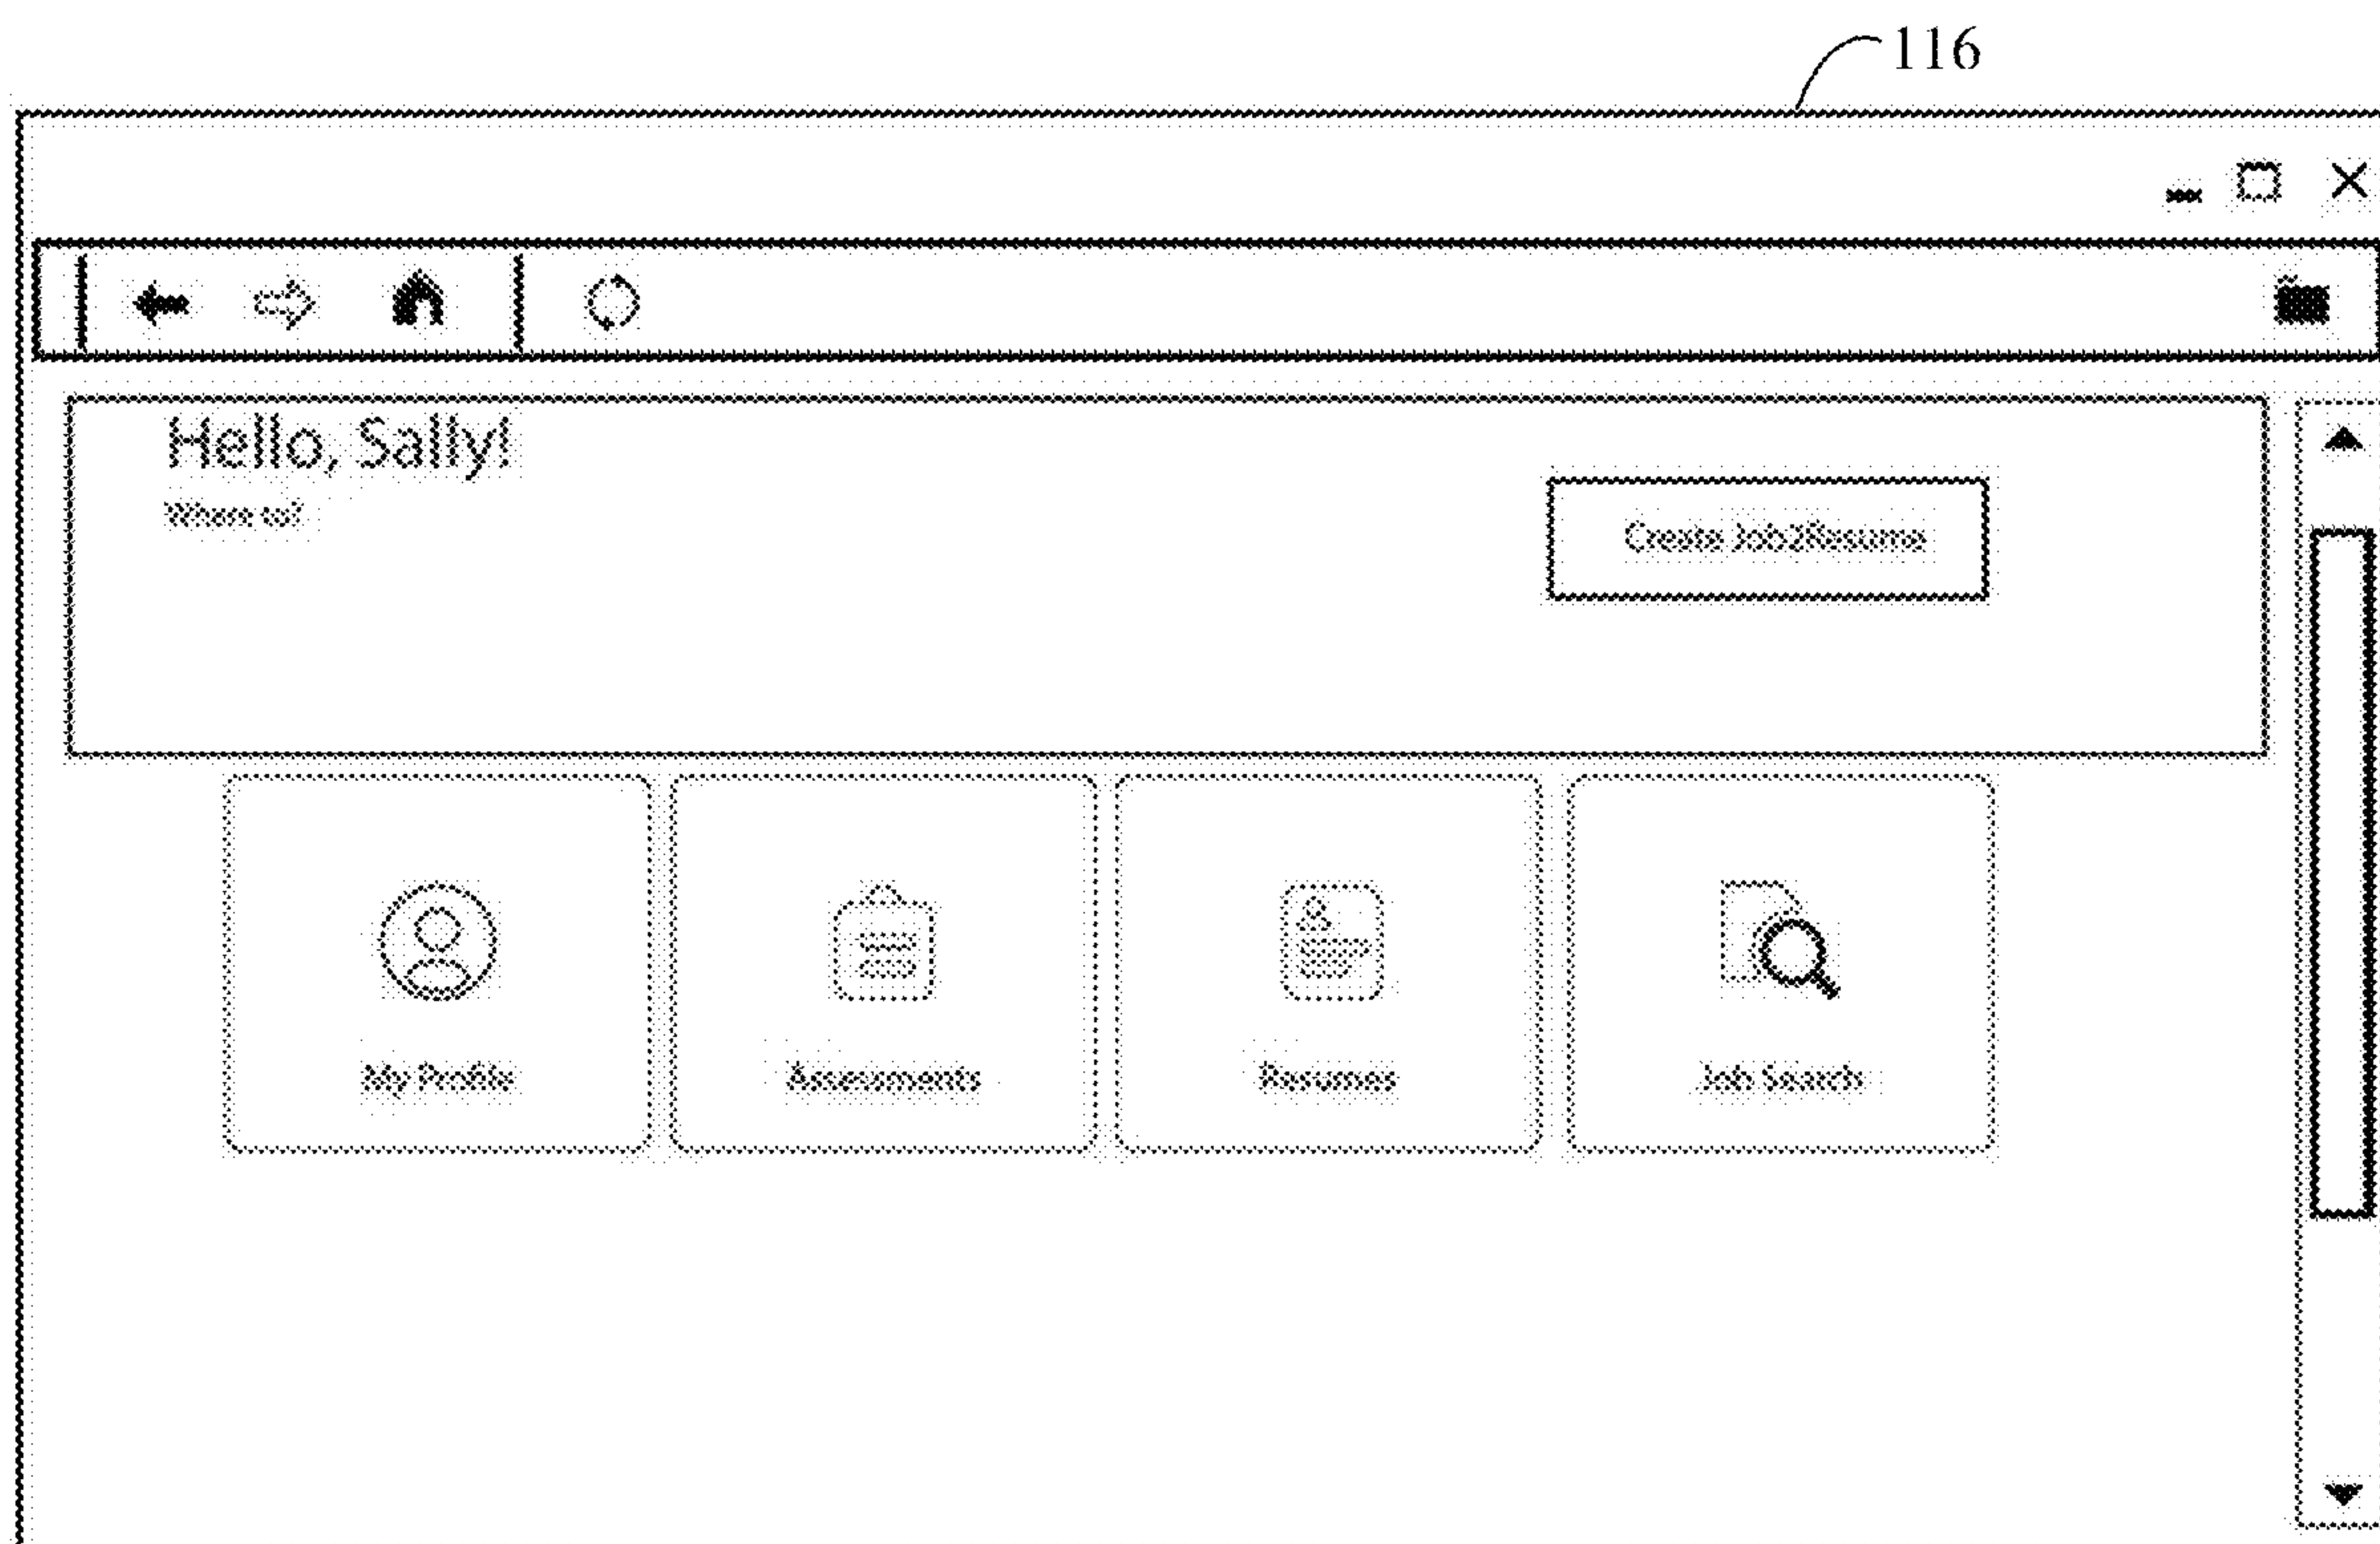 116
Hello, Sally!
Where to?
Create Job2Resume
My Profile
Assessments
Resumes
Job Search